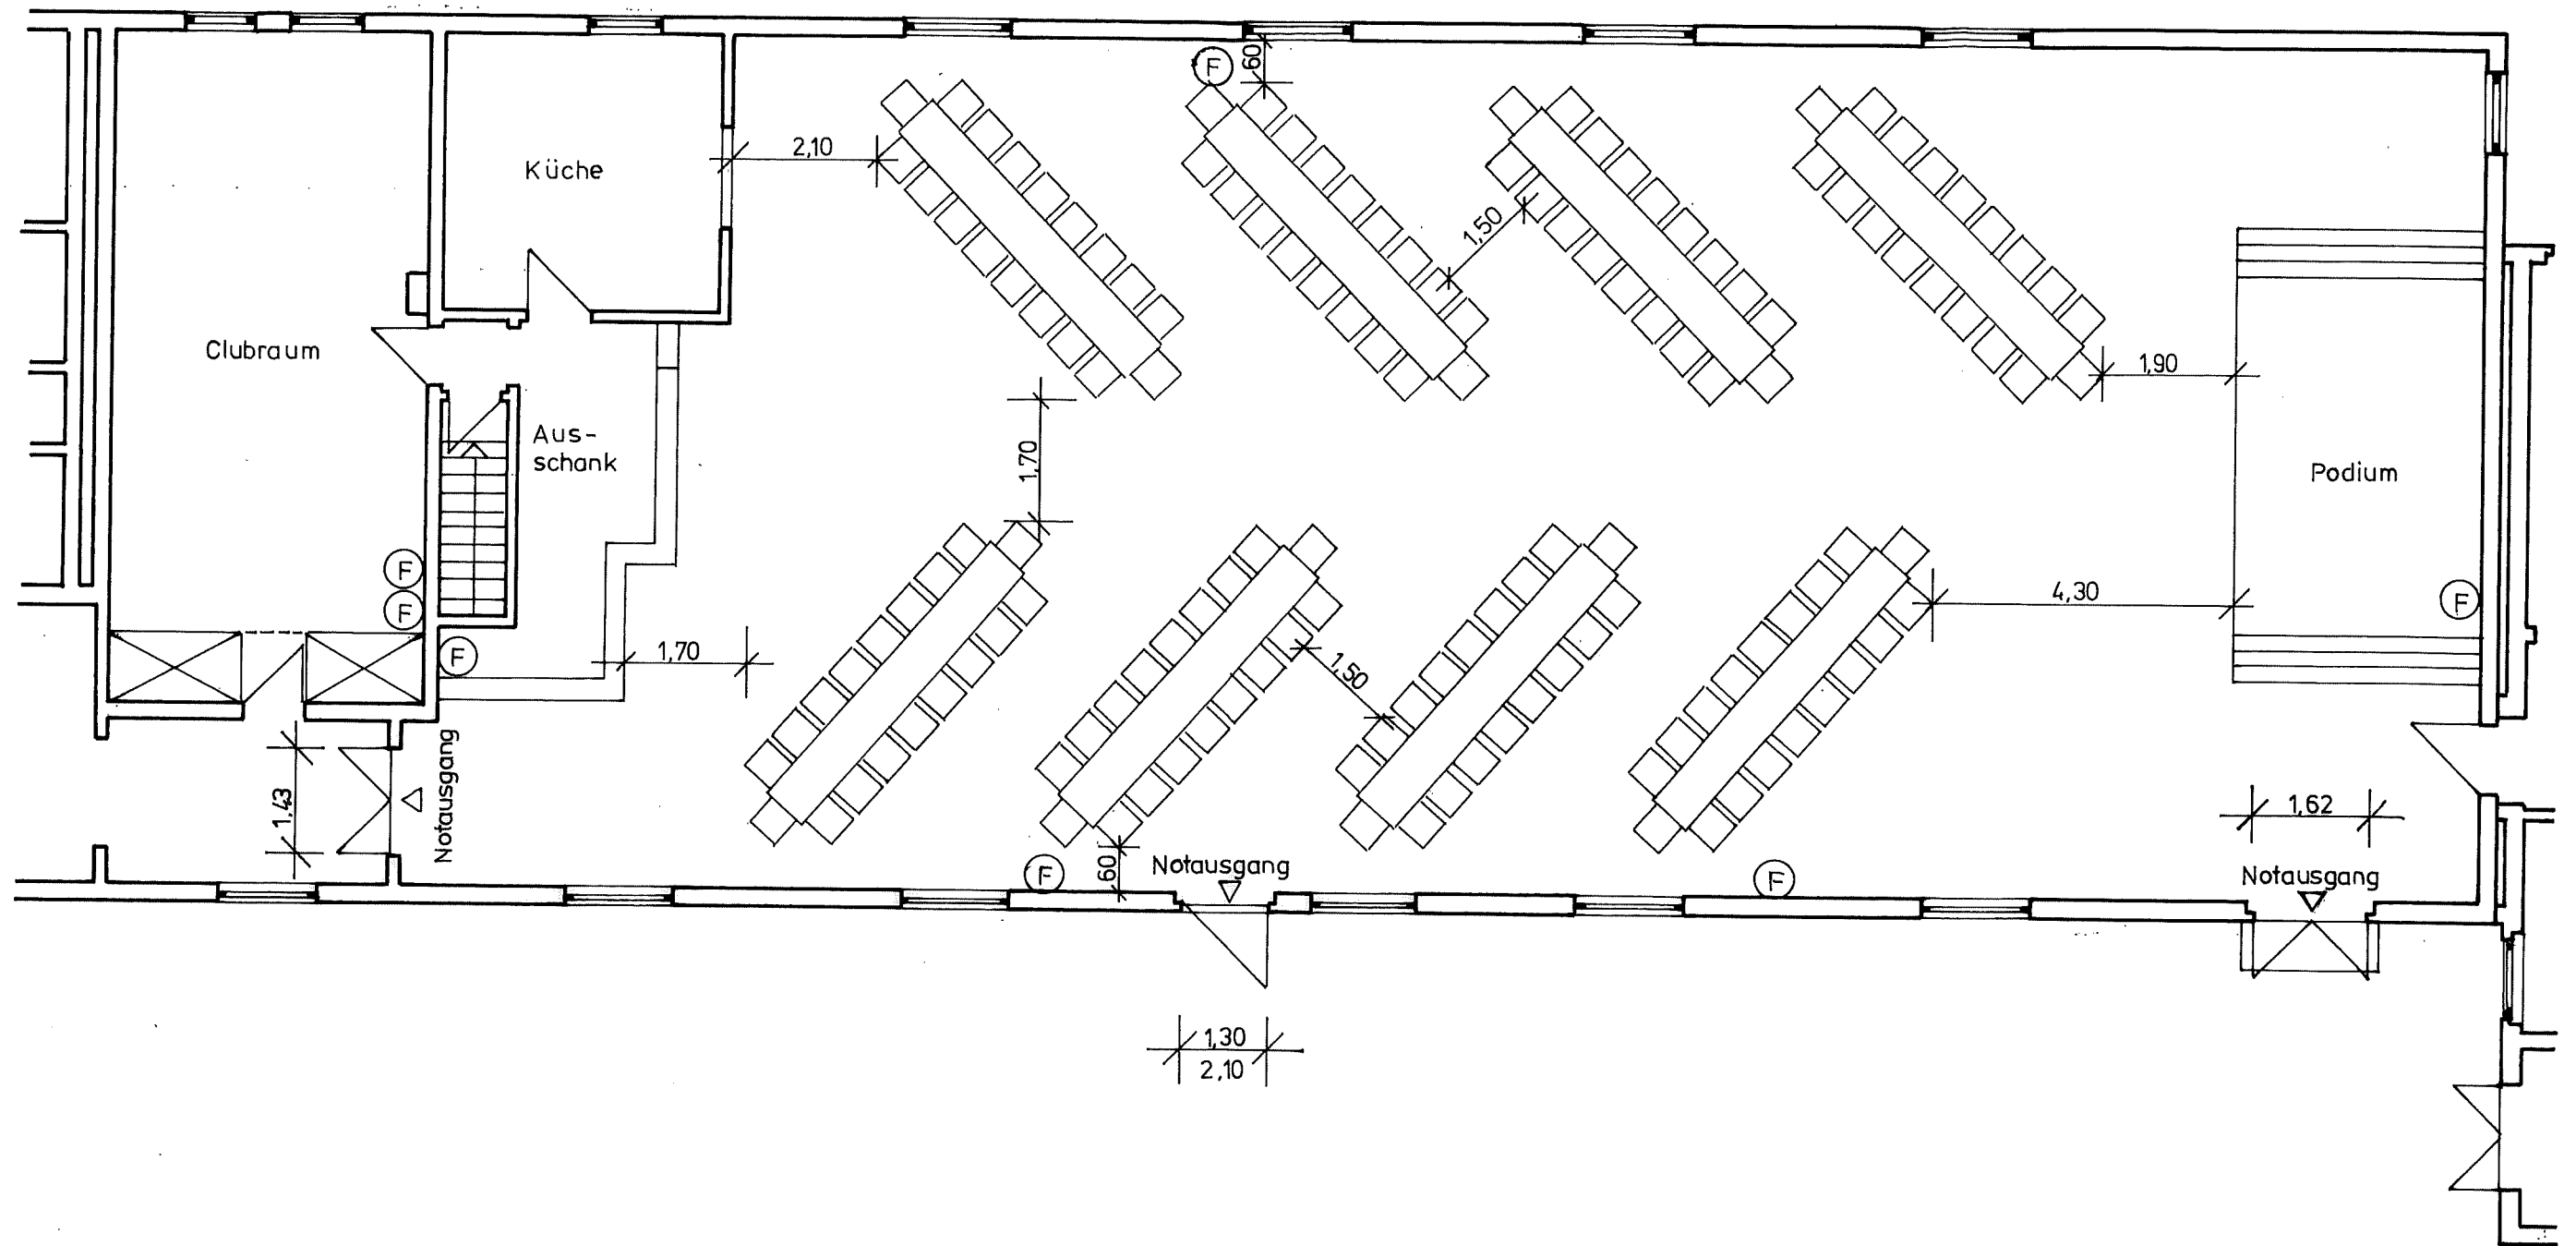 F
60
2,10
Küche
1,50
Clubraum
1,90
Aus-
schank
1,70
Podium
F
F
F
4,30
F
1,70
1,50
1,43
Notausgang
1,62
F
60
Notausgang
F
Notausgang
1,30
2,10